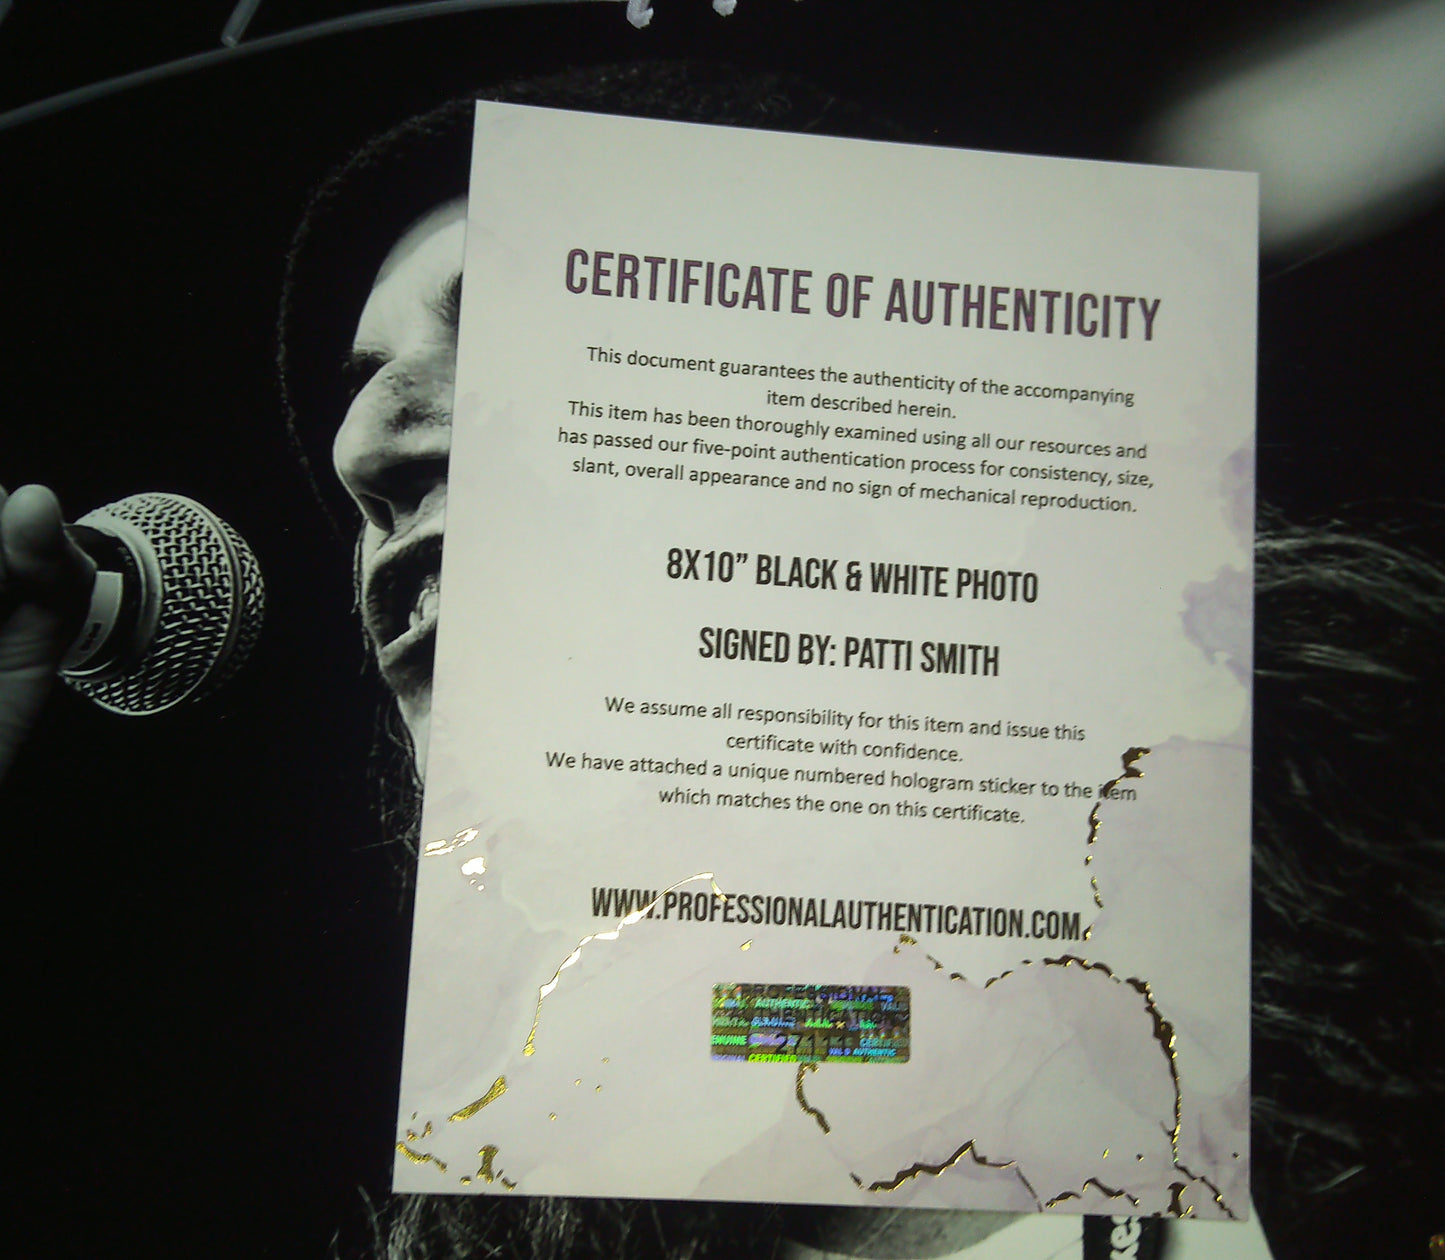 CERTIFICATE OF AUTHENTICITY
This document guarantees the authenticity of the accompanying
item described herein.
This item has been thoroughly examined using all our resources and
has passed our five-point authentication process for consistency, size,
slant, overall appearance and no sign of mechanical reproduction.
8X10” BLACK & WHITE PHOTO
SIGNED BY: PATTI SMITH
We assume all responsibility for this item and issue this
certificate with confidence.
We have attached a unique numbered hologram sticker to the item
which matches the one on this certificate.
WWW.PROFESSIONALAUTHENTICATION.COM
AUTHENTIC
GENUINE
CERTIFIED